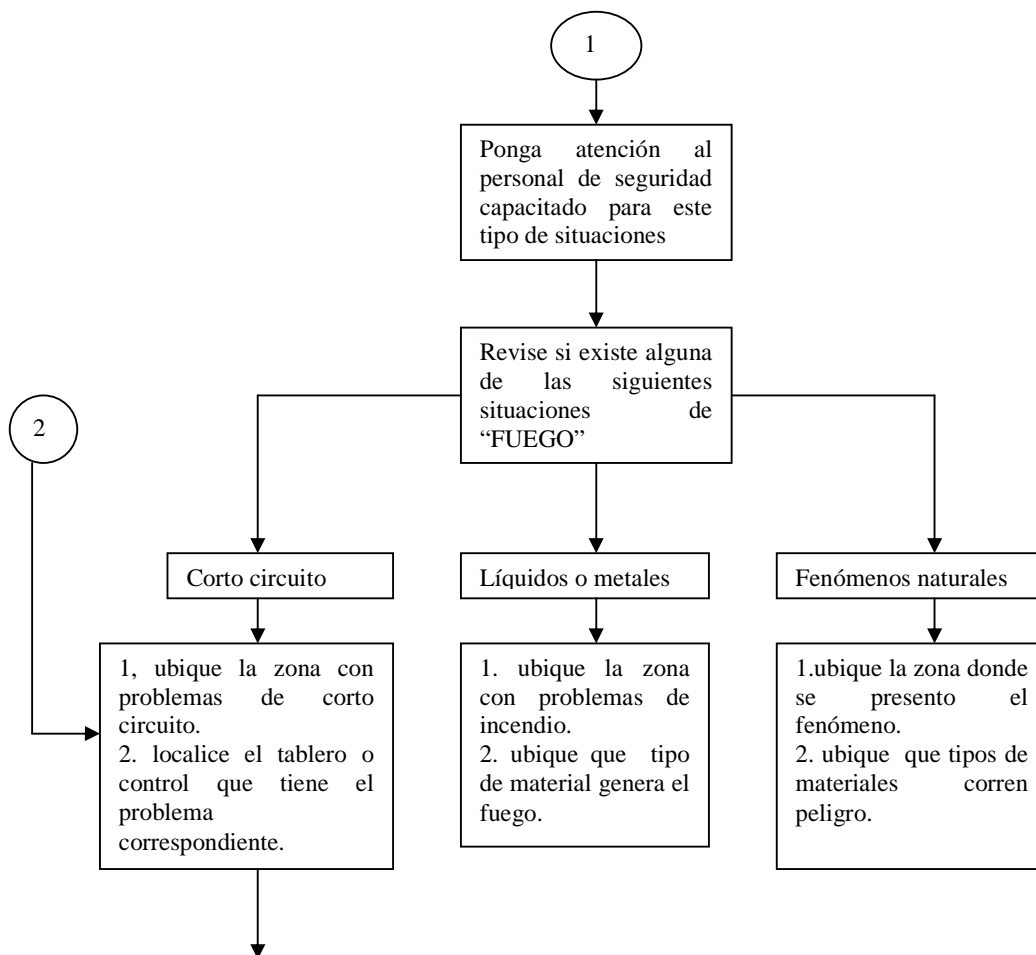 1
Ponga atención al
personal de seguridad
capacitado para este
tipo de situaciones
Revise si existe alguna
de las siguientes
situaciones de
“FUEGO”
2
Corto circuito
Líquidos o metales
Fenómenos naturales
1, ubique la zona con
problemas de corto
circuito.
2. localice el tablero o
control que tiene el
problema
correspondiente.
1. ubique la zona
con problemas de
incendio.
2. ubique que tipo
de material genera el
fuego.
1.ubique la zona donde
se presento el
fenómeno.
2. ubique que tipos de
materiales corren
peligro.